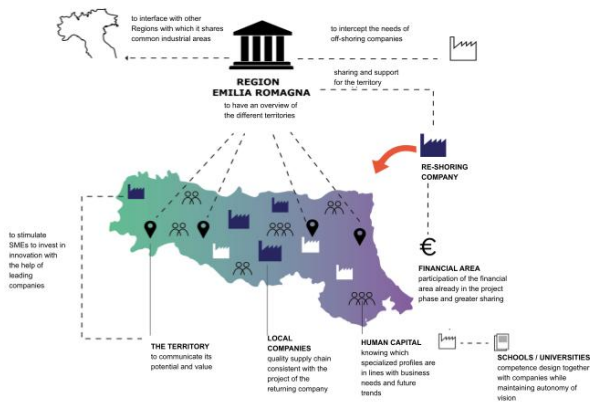 to interface with other
Regions with which it shares
common industrial areas
to intercept the needs of
off-shoring companies
REGION
EMILIA ROMAGNA
to have an overview of
the different territories
sharing and support
for the territory
RE-SHORING
COMPANY
to stimulate
SMEs to invest in
innovation with
the help of
leading
companies
€
FINANCIAL AREA
participation of the financial
area already in the project
phase and greater sharing
THE TERRITORY
to communicate its
potential and value
LOCAL
COMPANIES
quality supply chain
consistent with the
project of the
returning company
HUMAN CAPITAL
knowing which
specialized profiles are
in lines with business
needs and future
trends
SCHOOLS / UNIVERSITIES
competence design together
with companies while
maintaining autonomy of
vision